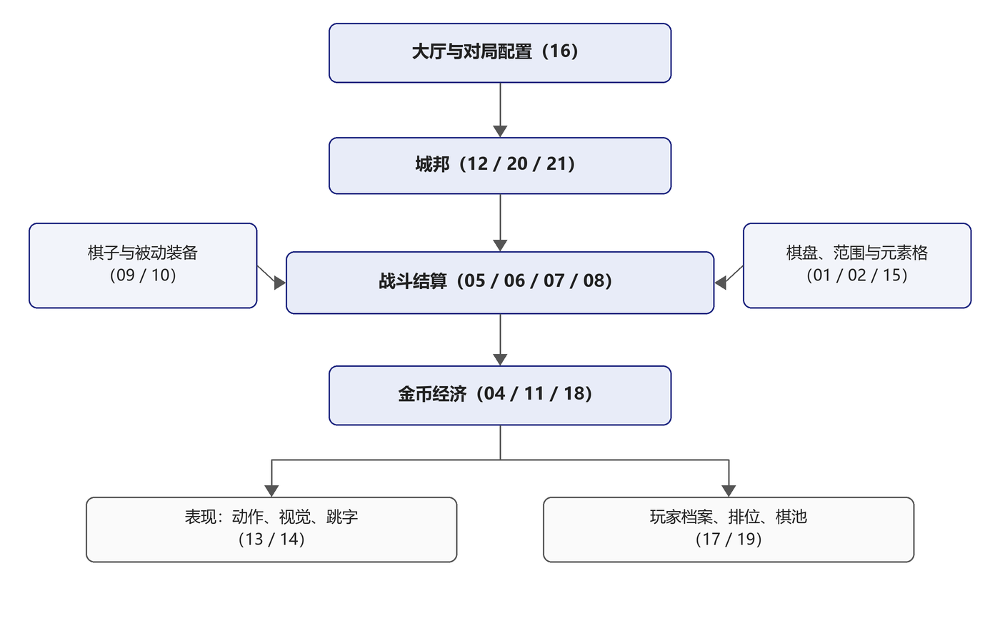 大厅与对局配置（16）
城邦（12 / 20 / 21）
棋子与被动装备
（09 / 10）
战斗结算（05 / 06 / 07 / 08）
棋盘、范围与元素格
（01 / 02 / 15）
金币经济（04 / 11 / 18）
表现：动作、视觉、跳字
（13 / 14）
玩家档案、排位、棋池
（17 / 19）